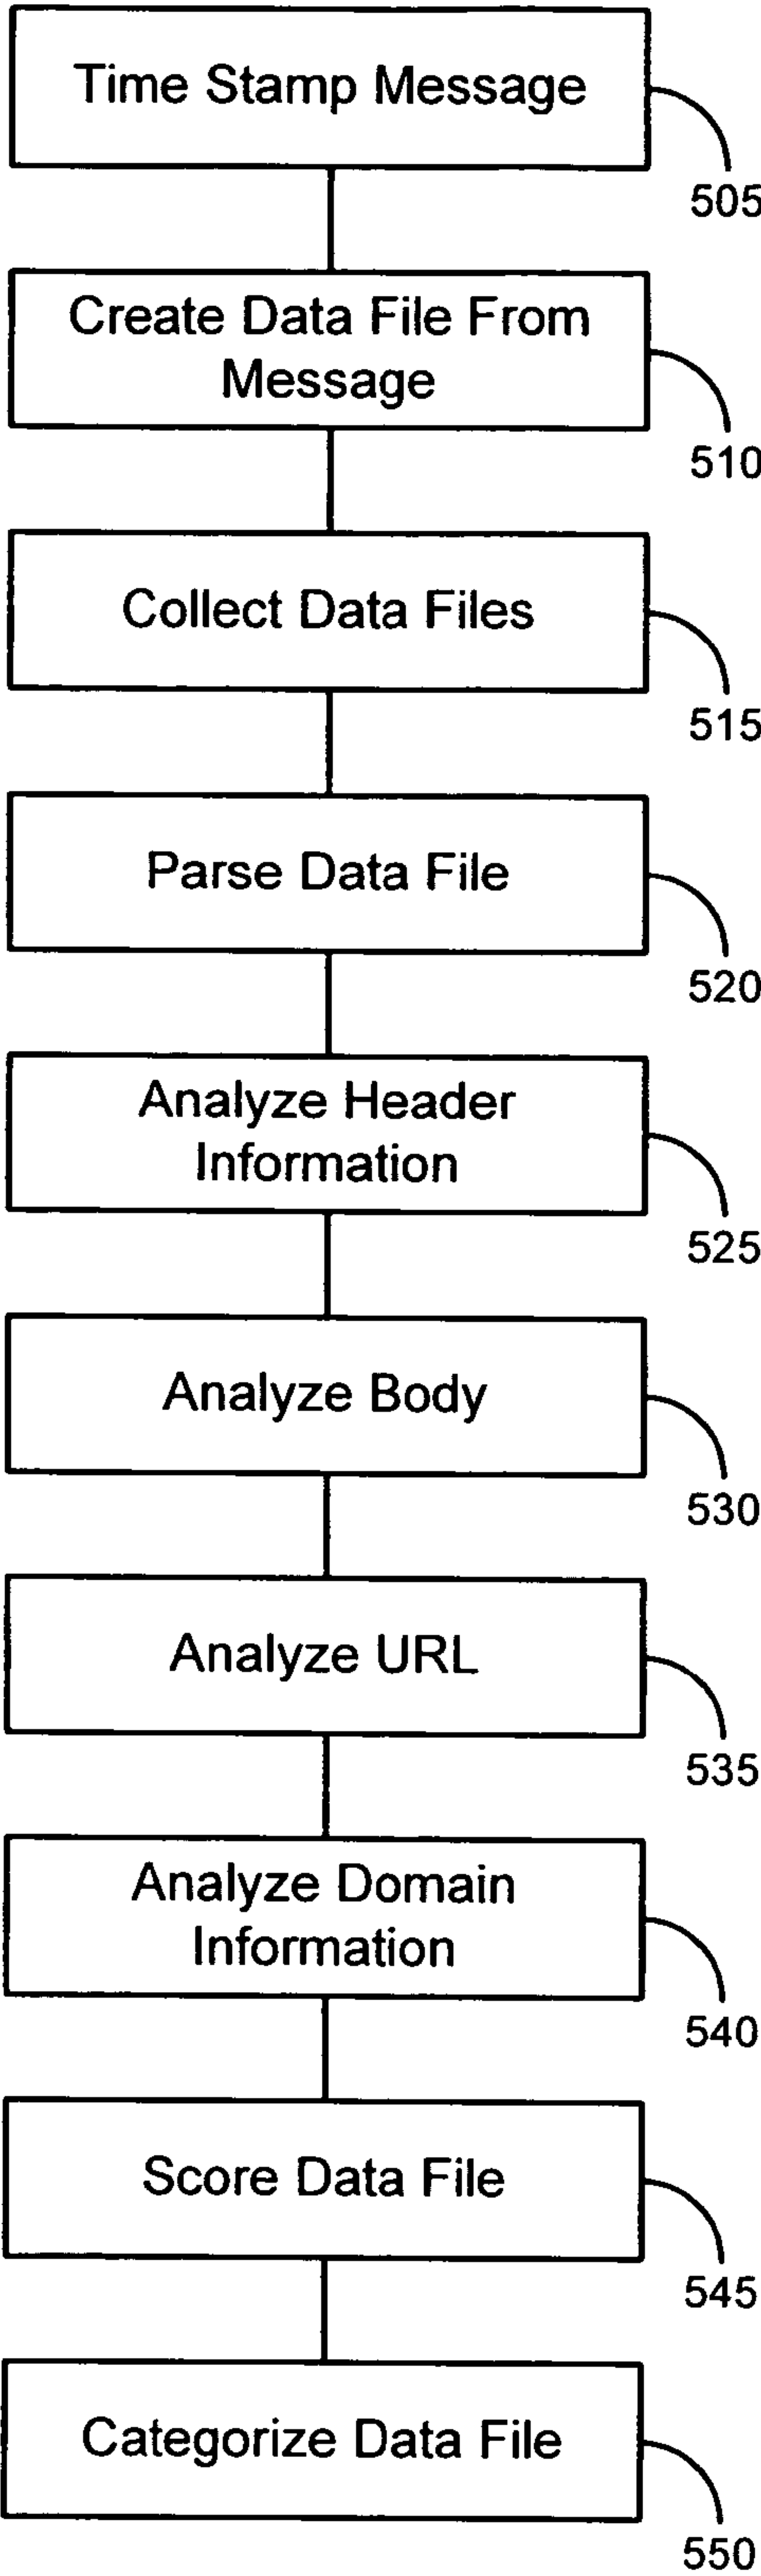 Time Stamp Message
505
Create Data File From
Message
510
Collect Data Files
515
Parse Data File
520
Analyze Header
Information
525
Analyze Body
530
Analyze URL
535
Analyze Domain
Information
540
Score Data File
545
Categorize Data File
550